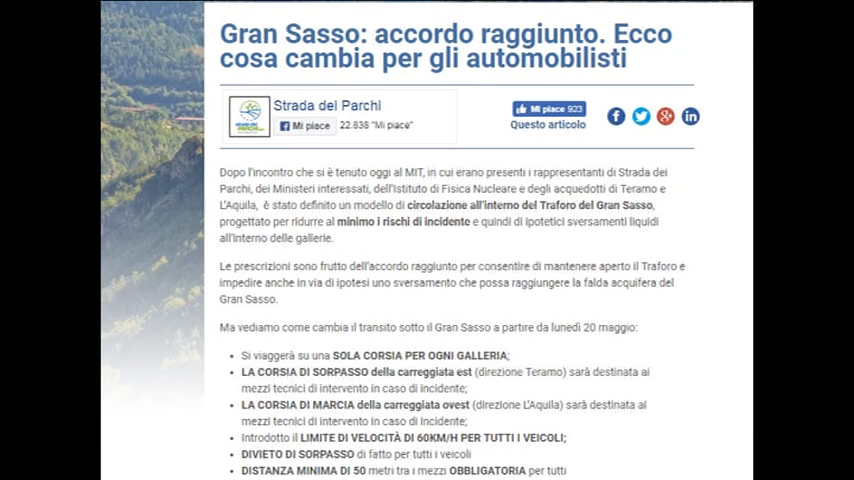 Gran Sasso: accordo raggiunto. Ecco
cosa cambia per gli automobilisti
Strada dei Parchi
Mi piace
22.838 "Mi piace"
Mi piace 923
Questo articolo
Dopo l'incontro che si è tenuto oggi al MIT, in cui erano presenti i rappresentanti di Strada dei
Parchi, dei Ministeri interessati, dell'Istituto di Fisica Nucleare e degli acquedotti di Teramo e
L'Aquila, è stato definito un modello di circolazione all'interno del Traforo del Gran Sasso,
progettato per ridurre al minimo i rischi di incidente e quindi di ipotetici sversamenti liquidi
all'interno delle gallerie.
Le prescrizioni sono frutto dell'accordo raggiunto per consentire di mantenere aperto il Traforo e
impedire anche in via di ipotesi uno sversamento che possa raggiungere la falda acquifera del
Gran Sasso.
Ma vediamo come cambia il transito sotto il Gran Sasso a partire da lunedì 20 maggio:
• Si viaggerà su una SOLA CORSIA PER OGNI GALLERIA;
• LA CORSIA DI SORPASSO della carreggiata est (direzione Teramo) sarà destinata ai
mezzi tecnici di intervento in caso di incidente;
• LA CORSIA DI MARCIA della carreggiata ovest (direzione L'Aquila) sarà destinata ai
mezzi tecnici di intervento in caso di incidente;
• Introdotto il LIMITE DI VELOCITÀ DI 60KM/H PER TUTTI I VEICOLI;
• DIVIETO DI SORPASSO di fatto per tutti i veicoli
• DISTANZA MINIMA DI 50 metri tra i mezzi OBBLIGATORIA per tutti